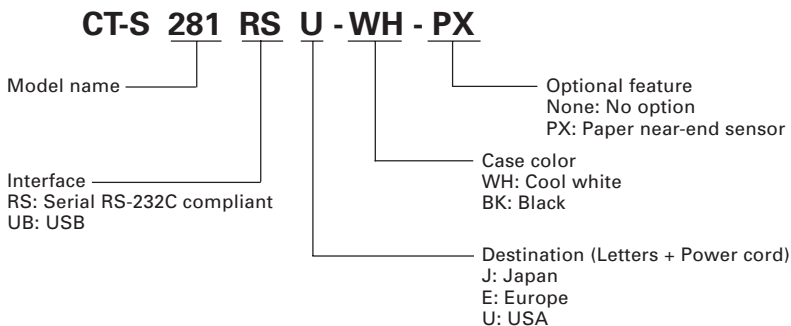 CT-S 281 RS U - WH - PX
Model name
Optional feature
None: No option
PX: Paper near-end sensor
Interface
RS: Serial RS-232C compliant
UB: USB
Case color
WH: Cool white
BK: Black
Destination (Letters + Power cord)
J: Japan
E: Europe
U: USA